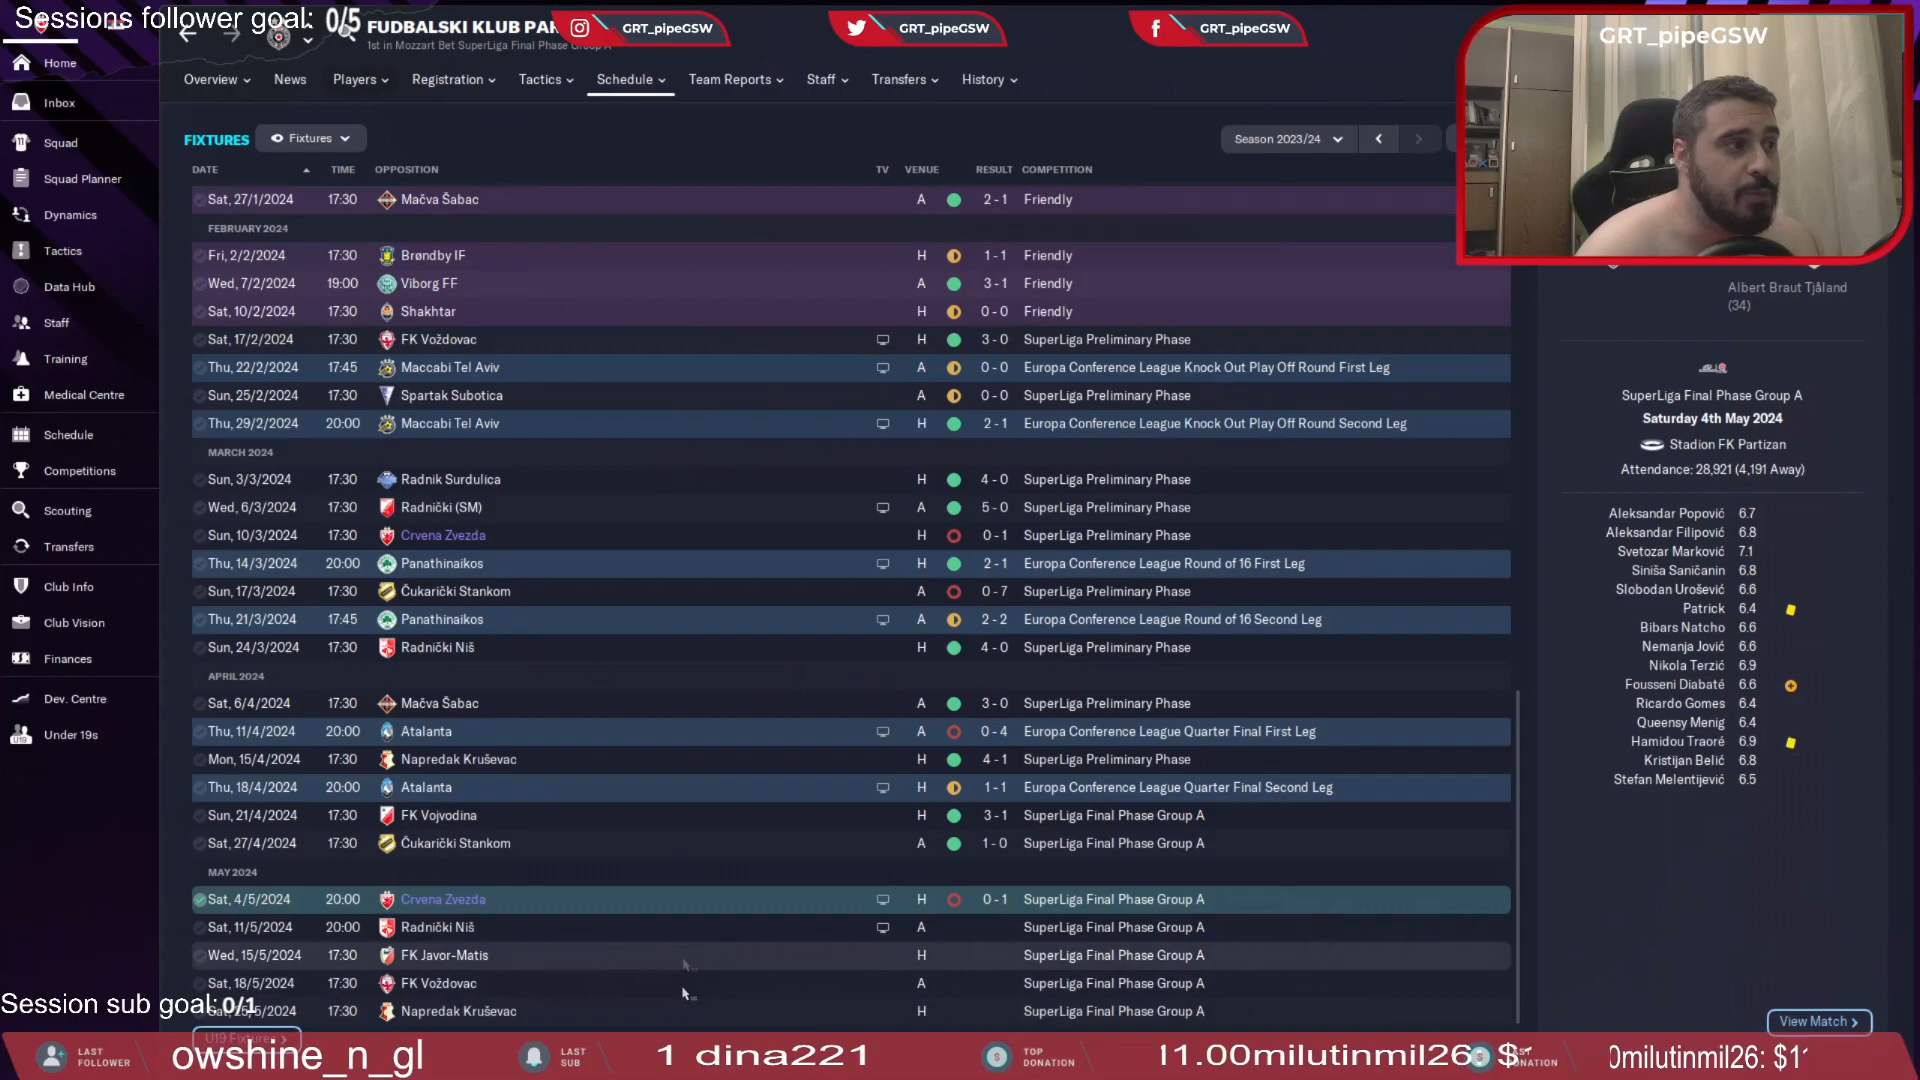 Sessions follower goal: 0/5
FUDBALSKI KLUB PAR
1st in Mozzart Bet SuperLiga Final Phase Group A
GRT_pipeGSW
GRT_pipeGSW
GRT_pipeGSW
GRT_pipeGSW
Home
Inbox
Squad
Squad Planner
Dynamics
Tactics
Data Hub
Staff
Training
Medical Centre
Schedule
Competitions
Scouting
Transfers
Club Info
Club Vision
Finances
Dev. Centre
Under 19s
Overview News Players Registration Tactics Schedule Team Reports Staff Transfers History
FIXTURES Fixtures Season 2023/24
DATE TIME OPPOSITION TV VENUE RESULT COMPETITION
Sat, 27/1/2024 17:30 Mačva Šabac A 2 - 1 Friendly
FEBRUARY 2024
Fri, 2/2/2024 17:30 Brøndby IF H 1 - 1 Friendly
Wed, 7/2/2024 19:00 Viborg FF A 3 - 1 Friendly
Sat, 10/2/2024 17:30 Shakhtar H 0 - 0 Friendly
Sat, 17/2/2024 17:30 FK Voždovac H 3 - 0 SuperLiga Preliminary Phase
Thu, 22/2/2024 17:45 Maccabi Tel Aviv A 0 - 0 Europa Conference League Knock Out Play Off Round First Leg
Sun, 25/2/2024 17:30 Spartak Subotica A 0 - 0 SuperLiga Preliminary Phase
Thu, 29/2/2024 20:00 Maccabi Tel Aviv H 2 - 1 Europa Conference League Knock Out Play Off Round Second Leg
MARCH 2024
Sun, 3/3/2024 17:30 Radnik Surdulica H 4 - 0 SuperLiga Preliminary Phase
Wed, 6/3/2024 17:30 Radnički (SM) A 5 - 0 SuperLiga Preliminary Phase
Sun, 10/3/2024 17:30 Crvena Zvezda H 0 - 1 SuperLiga Preliminary Phase
Thu, 14/3/2024 20:00 Panathinaikos H 2 - 1 Europa Conference League Round of 16 First Leg
Sun, 17/3/2024 17:30 Čukarički Stankom A 0 - 7 SuperLiga Preliminary Phase
Thu, 21/3/2024 17:45 Panathinaikos A 2 - 2 Europa Conference League Round of 16 Second Leg
Sun, 24/3/2024 17:30 Radnički Niš H 4 - 0 SuperLiga Preliminary Phase
APRIL 2024
Sat, 6/4/2024 17:30 Mačva Šabac A 3 - 0 SuperLiga Preliminary Phase
Thu, 11/4/2024 20:00 Atalanta A 0 - 4 Europa Conference League Quarter Final First Leg
Mon, 15/4/2024 17:30 Napredak Kruševac H 4 - 1 SuperLiga Preliminary Phase
Thu, 18/4/2024 20:00 Atalanta H 1 - 1 Europa Conference League Quarter Final Second Leg
Sun, 21/4/2024 17:30 FK Vojvodina H 3 - 1 SuperLiga Final Phase Group A
Sat, 27/4/2024 17:30 Čukarički Stankom A 1 - 0 SuperLiga Final Phase Group A
MAY 2024
Sat, 4/5/2024 20:00 Crvena Zvezda H 0 - 1 SuperLiga Final Phase Group A
Sat, 11/5/2024 20:00 Radnički Niš A SuperLiga Final Phase Group A
Wed, 15/5/2024 17:30 FK Javor-Matis H SuperLiga Final Phase Group A
Sat, 18/5/2024 17:30 FK Voždovac A SuperLiga Final Phase Group A
Sat, 25/5/2024 17:30 Napredak Kruševac H SuperLiga Final Phase Group A
Albert Braut Tjåland
(34)
SuperLiga Final Phase Group A
Saturday 4th May 2024
Stadion FK Partizan
Attendance: 28,921 (4,191 Away)
Aleksandar Popović 6.7
Aleksandar Filipović 6.8
Svetozar Marković 7.1
Siniša Saničanin 6.8
Slobodan Urošević 6.6
Patrick 6.4
Bibars Natcho 6.6
Nemanja Jović 6.6
Nikola Terzić 6.9
Fousseni Diabaté 6.6
Ricardo Gomes 6.4
Queensy Menig 6.4
Hamidou Traoré 6.9
Kristijan Belić 6.8
Stefan Melentijević 6.5
View Match
Session sub goal: 0/1
U19 Fixtures
LAST FOLLOWER owshine_n_gl
LAST SUB 1 dina221
TOP DONATION 11.00milutinmil26: $
DONATION milutinmil26: $1